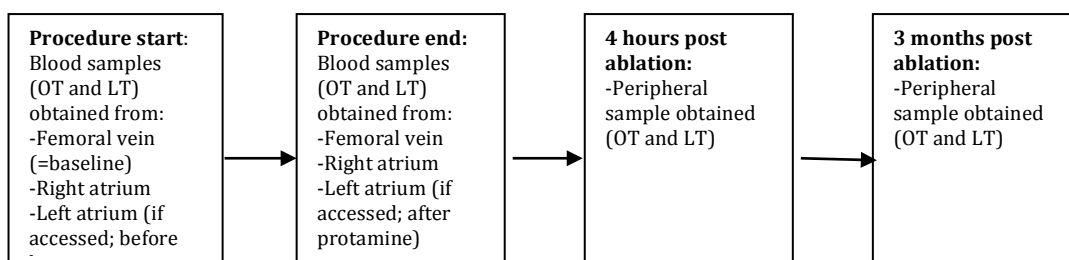 Procedure start:
Blood samples
(OT and LT)
obtained from:
-Femoral vein
(=baseline)
-Right atrium
-Left atrium (if
accessed; before
Procedure end:
Blood samples
(OT and LT)
obtained from:
-Femoral vein
-Right atrium
-Left atrium (if
accessed; after
protamine)
4 hours post
ablation:
-Peripheral
sample obtained
(OT and LT)
3 months post
ablation:
-Peripheral
sample obtained
(OT and LT)